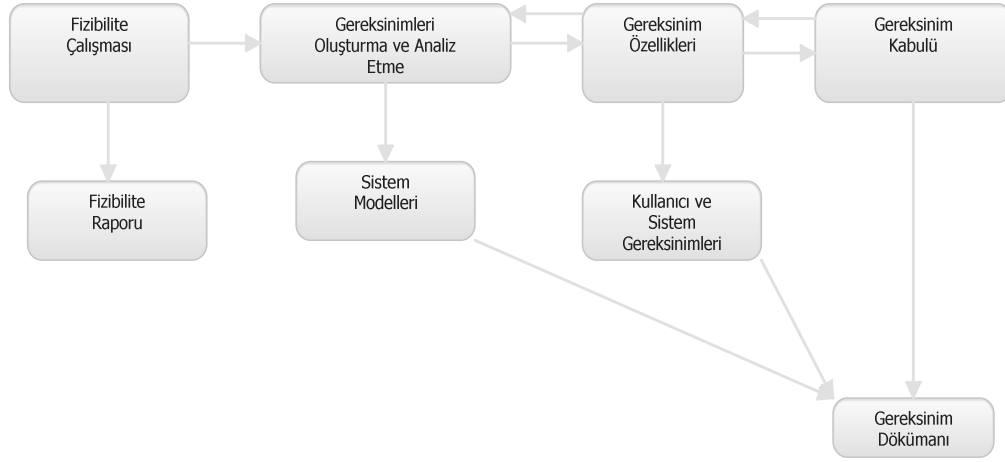 Fizibilite
Çalışması
Gereksinimleri
Oluşturma ve Analiz
Etme
Gereksinim
Özellikleri
Gereksinim
Kabulü
Fizibilite
Raporu
Sistem
Modelleri
Kullanıcı ve
Sistem
Gereksinimleri
Gereksinim
Dökümanı